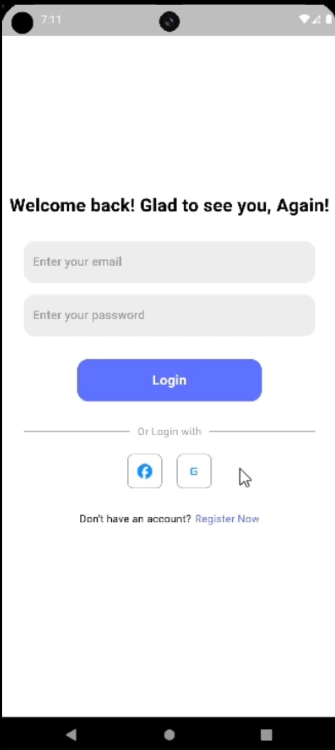 7:11
Welcome back! Glad to see you, Again!
Enter your email
Enter your password
Login
Or Login with
G
Don't have an account? Register Now